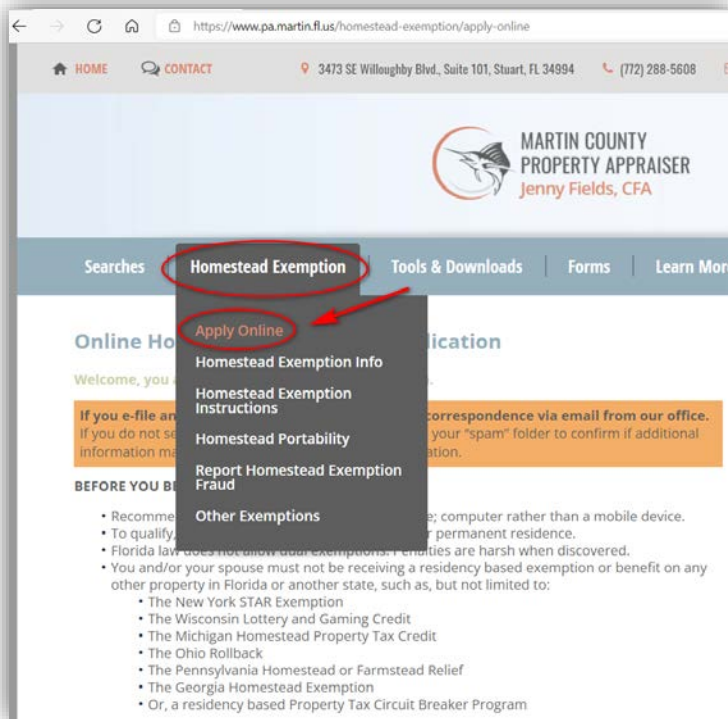 https://www.pa.martin.fl.us/homestead-exemption/apply-online
HOME CONTACT 3473 SE Willoughby Blvd., Suite 101, Stuart, FL 34994 (772) 288-5608
MARTIN COUNTY
PROPERTY APPRAISER
Jenny Fields, CFA
Searches Homestead Exemption Tools & Downloads Forms Learn More
Apply Online
Homestead Exemption Info
Homestead Exemption
Instructions
Homestead Portability
Report Homestead Exemption
Fraud
Other Exemptions
Online Ho lication
Welcome, you
If you e-file an correspondence via email from our office.
If you do not se your "spam" folder to confirm if additional
information ma ation.
BEFORE YOU BE
• Recomme e; computer rather than a mobile device.
• To qualify, r permanent residence.
• Florida law does not allow dual exemptions. Penalties are harsh when discovered.
• You and/or your spouse must not be receiving a residency based exemption or benefit on any
other property in Florida or another state, such as, but not limited to:
• The New York STAR Exemption
• The Wisconsin Lottery and Gaming Credit
• The Michigan Homestead Property Tax Credit
• The Ohio Rollback
• The Pennsylvania Homestead or Farmstead Relief
• The Georgia Homestead Exemption
• Or, a residency based Property Tax Circuit Breaker Program